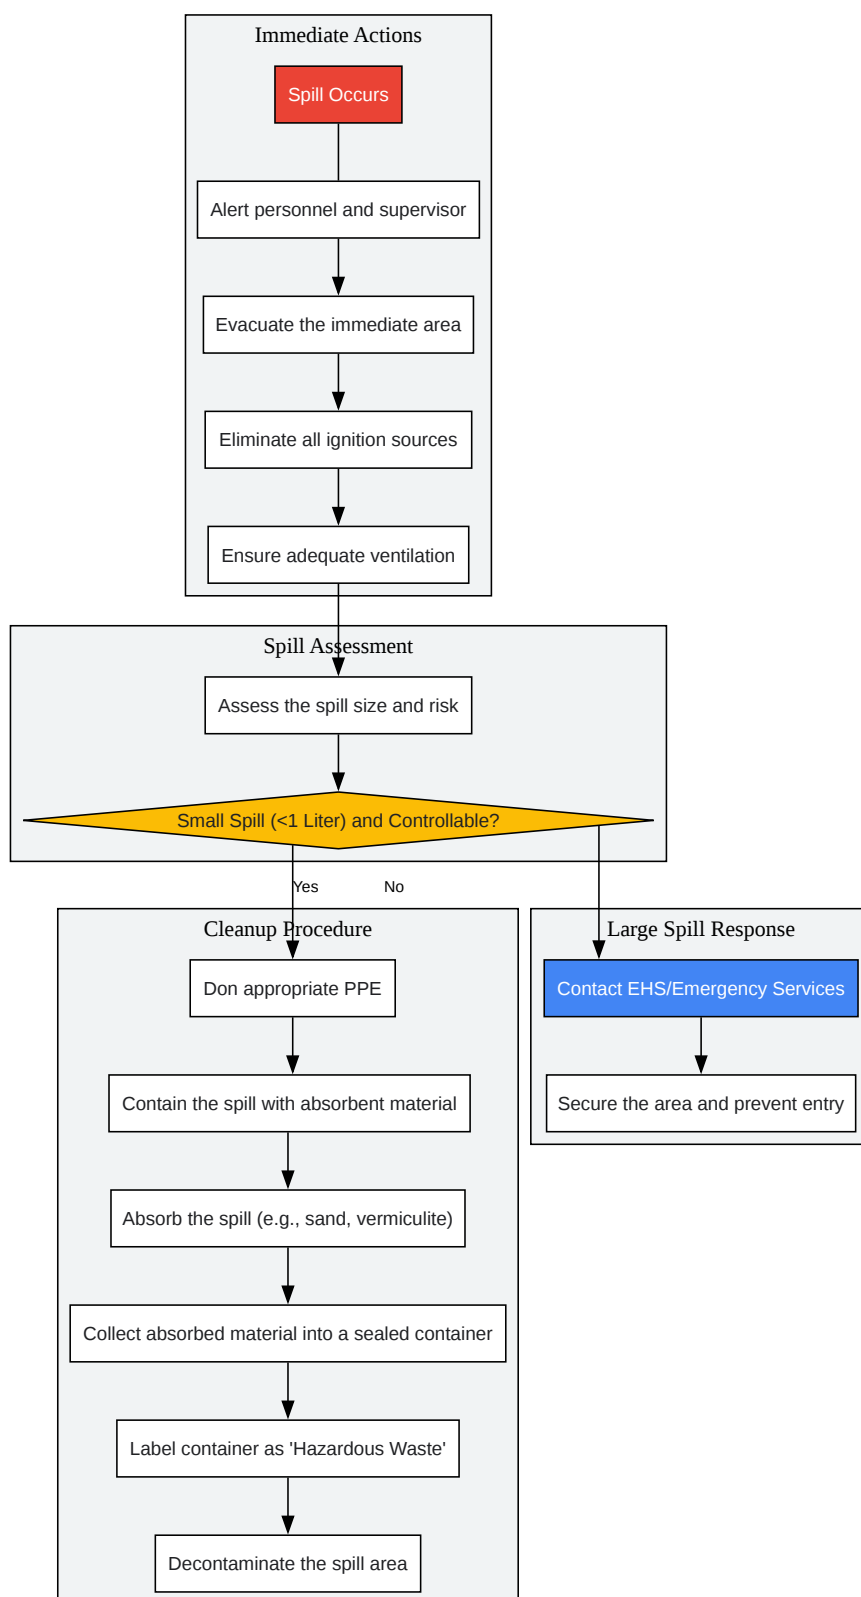 Immediate Actions
Spill Occurs
Alert personnel and supervisor
Evacuate the immediate area
Eliminate all ignition sources
Ensure adequate ventilation
Spill Assessment
Assess the spill size and risk
Small Spill (<1 Liter) and Controllable?
Yes
No
Cleanup Procedure
Don appropriate PPE
Contain the spill with absorbent material
Absorb the spill (e.g., sand, vermiculite)
Collect absorbed material into a sealed container
Label container as 'Hazardous Waste'
Decontaminate the spill area
Large Spill Response
Contact EHS/Emergency Services
Secure the area and prevent entry